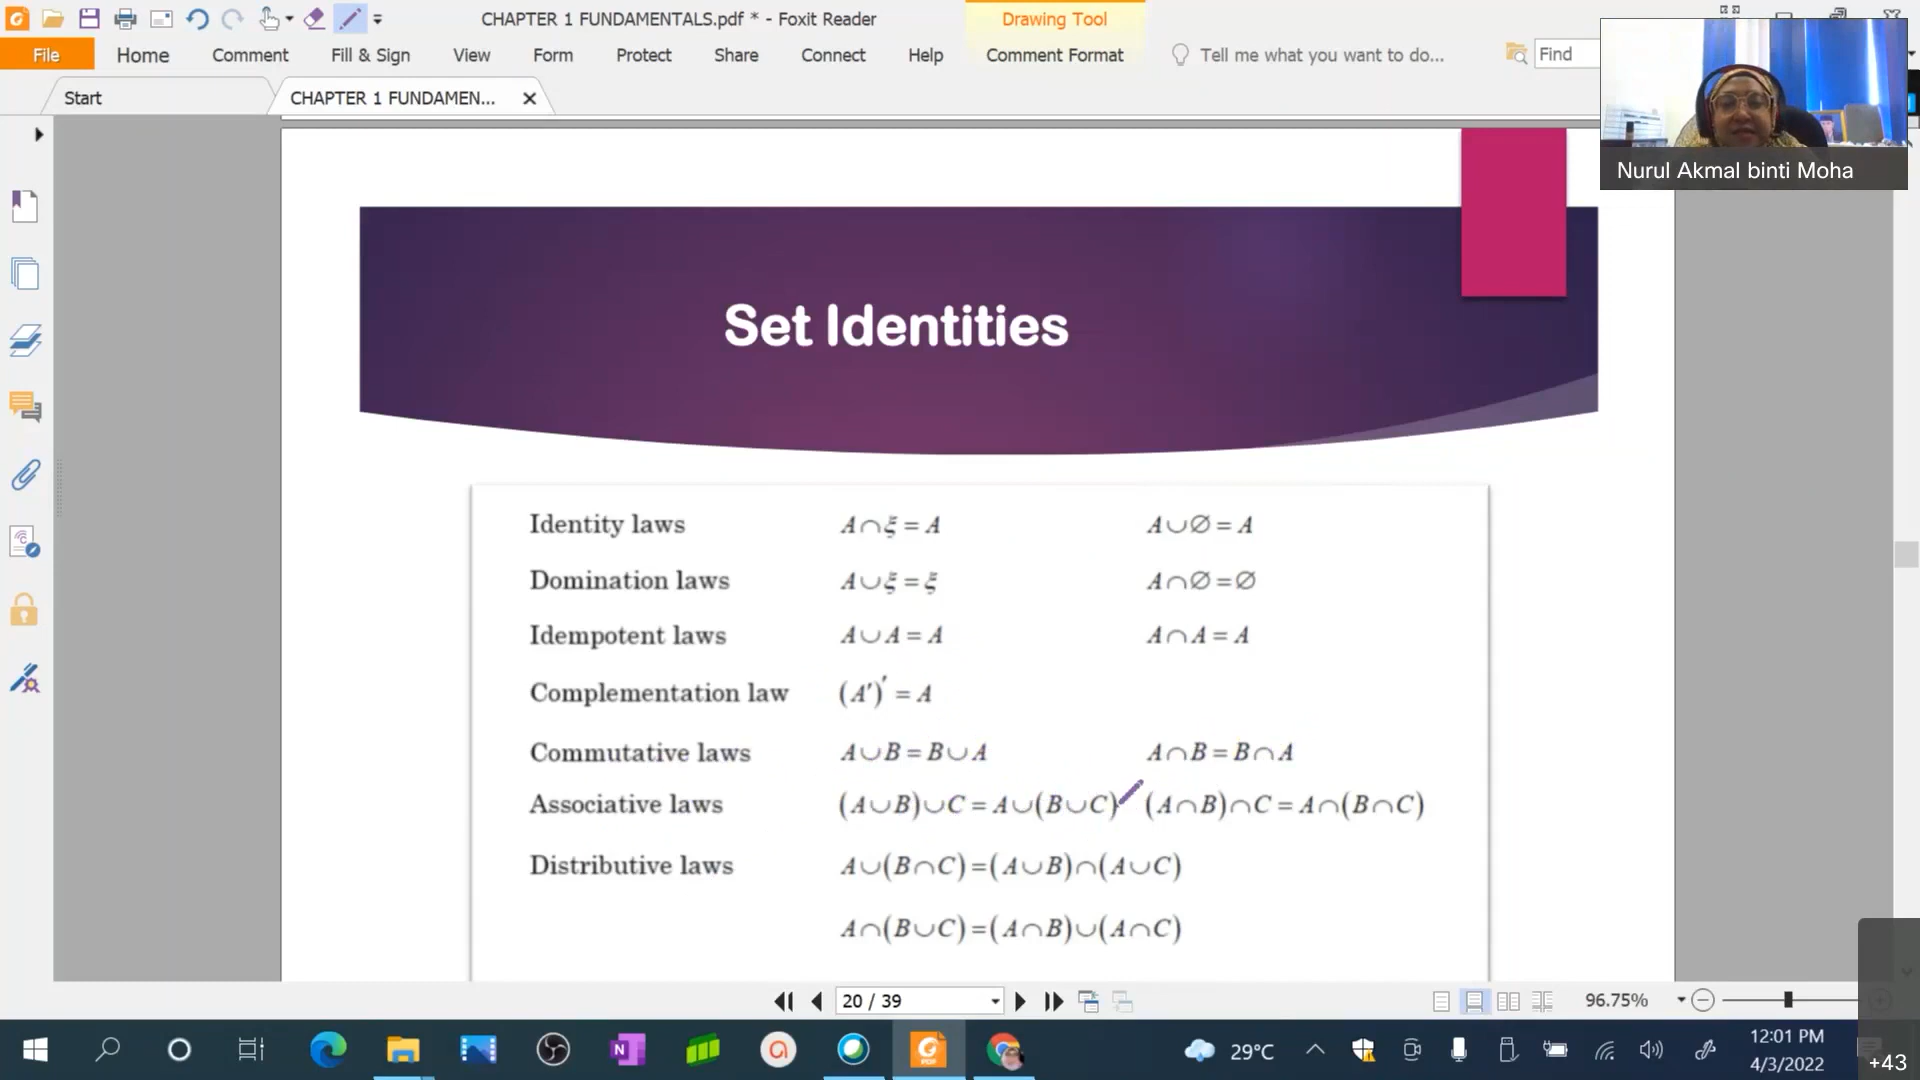 CHAPTER 1 FUNDAMENTALS.pdf * - Foxit Reader
Drawing Tool
File Home Comment Fill & Sign View Form Protect Share Connect Help Comment Format Tell me what you want to do... Find
Start CHAPTER 1 FUNDAMEN...
Nurul Akmal binti Moha
Set Identities
Identity laws A∩ξ = A A∪∅ = A
Domination laws A∪ξ = ξ A∩∅ = ∅
Idempotent laws A∪A = A A∩A = A
Complementation law (A′)′ = A
Commutative laws A∪B = B∪A A∩B = B∩A
Associative laws (A∪B)∪C = A∪(B∪C) (A∩B)∩C = A∩(B∩C)
Distributive laws A∪(B∩C) = (A∪B)∩(A∪C)
A∩(B∪C) = (A∩B)∪(A∩C)
20 / 39 96.75%
29°C
12:01 PM
4/3/2022
+43